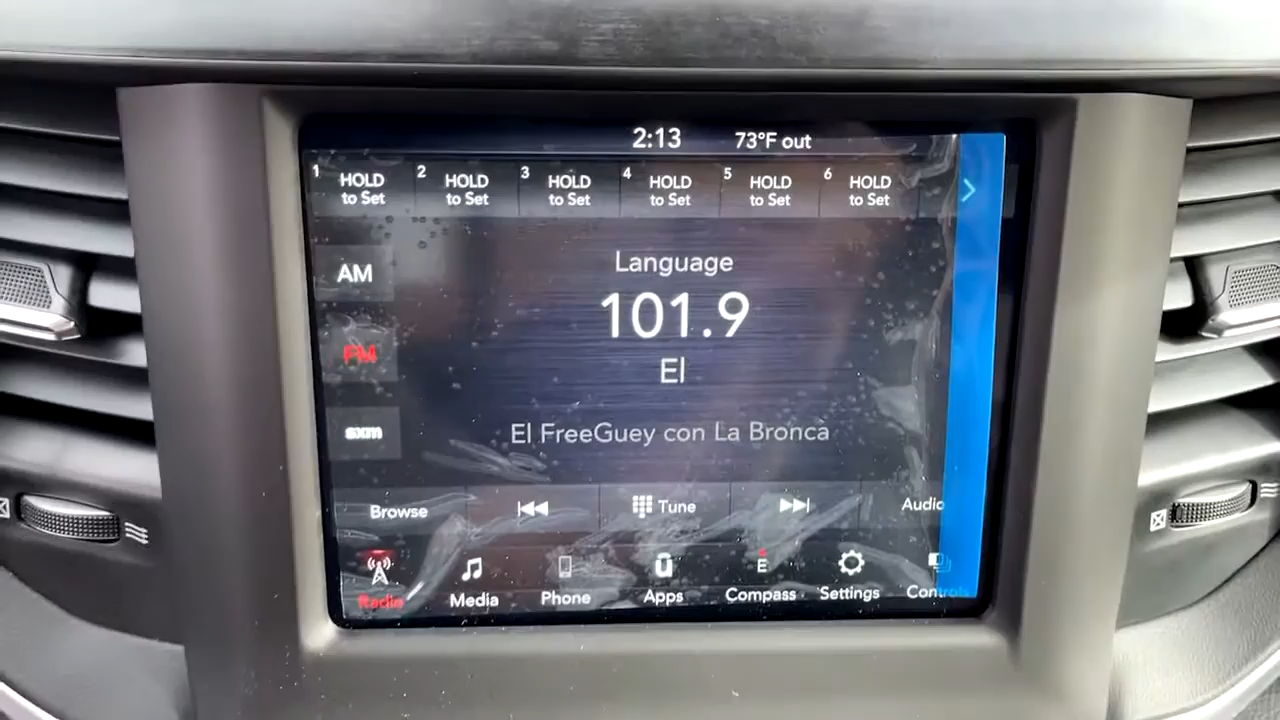 2:13 73°F out
1 HOLD to Set
2 HOLD to Set
3 HOLD to Set
4 HOLD to Set
5 HOLD to Set
6 HOLD to Set
AM
Language
101.9
FM
El
sxm
El FreeGuey con La Bronca
Browse Tune Audio
E
Radio Media Phone Apps Compass Settings Controls